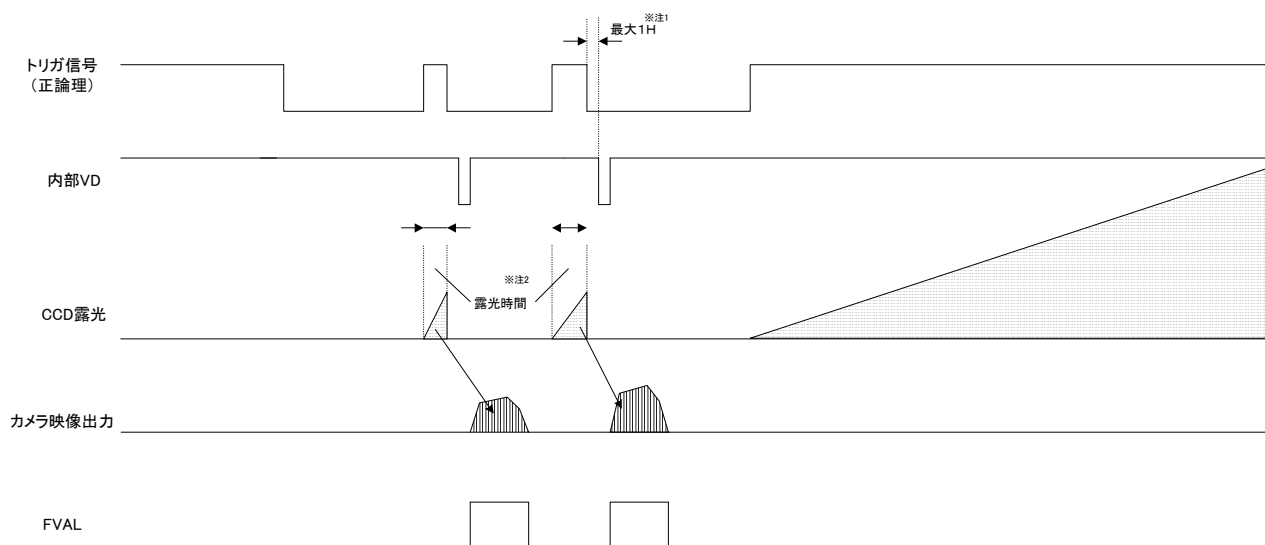 ※注1
最大1H
トリガ信号
(正論理)
内部VD
※注2
露光時間
CCD露光
カメラ映像出力
FVAL